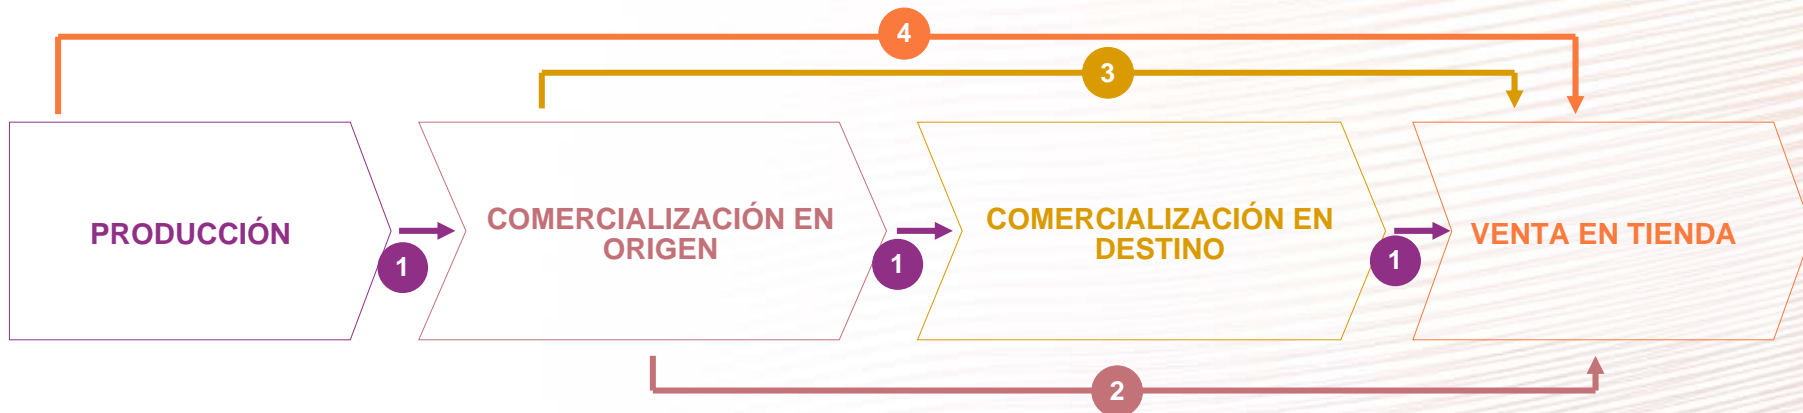 4
3
PRODUCCIÓN
1
COMERCIALIZACIÓN EN
ORIGEN
1
COMERCIALIZACIÓN EN
DESTINO
1
VENTA EN TIENDA
2